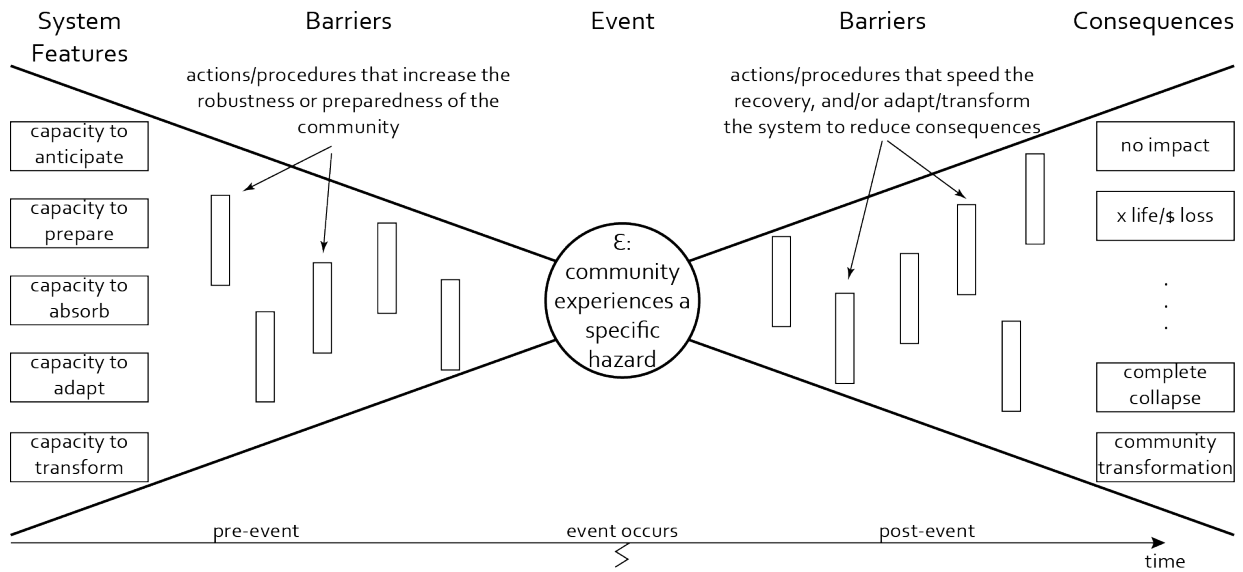 System
Features
Barriers
Event
Barriers
Consequences
actions/procedures that increase the
robustness or preparedness of the
community
actions/procedures that speed the
recovery, and/or adapt/transform
the system to reduce consequences
capacity to
anticipate
capacity to
prepare
capacity to
absorb
capacity to
adapt
capacity to
transform
Ɛ:
community
experiences a
specific
hazard
no impact
x life/$ loss
.
.
.
complete
collapse
community
transformation
pre-event
event occurs
post-event
time